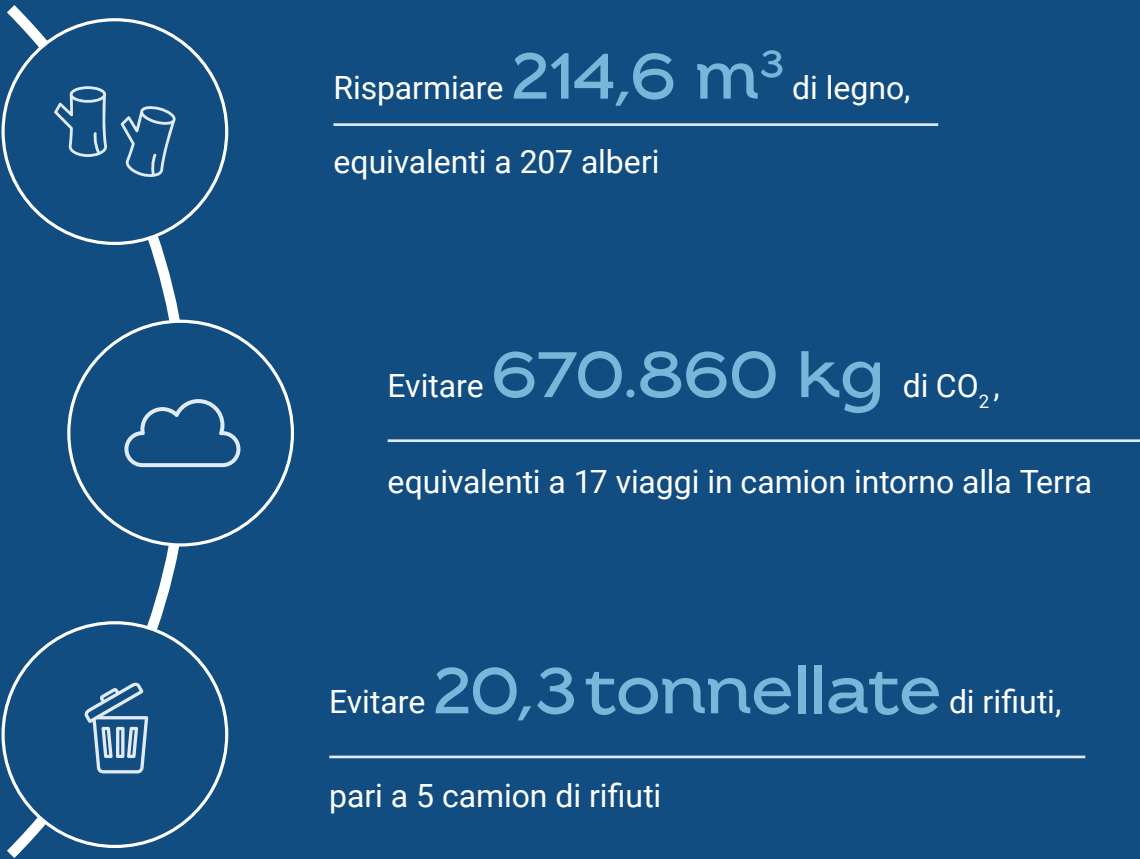 Risparmiare 214,6 m³ di legno,
equivalenti a 207 alberi
Evitare 670.860 kg di CO₂,
equivalenti a 17 viaggi in camion intorno alla Terra
Evitare 20,3 tonnellate di rifiuti,
pari a 5 camion di rifiuti